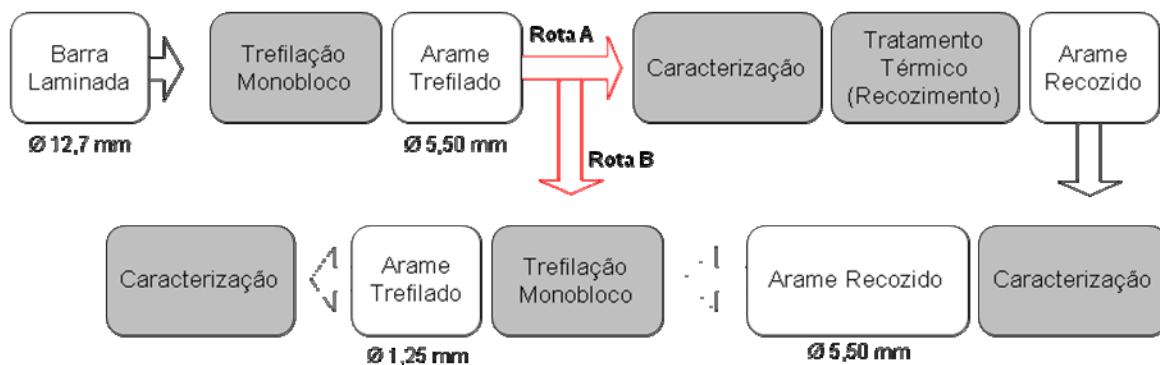 Barra
Laminada
Ø 12,7 mm
Trefilação
Monobloco
Arame
Trefilado
Ø 5,50 mm
Rota A
Rota B
Caracterização
Tratamento
Térmico
(Recozimento)
Arame
Recozido
Caracterização
Arame
Trefilado
Ø 1,25 mm
Trefilação
Monobloco
Arame Recozido
Ø 5,50 mm
Caracterização